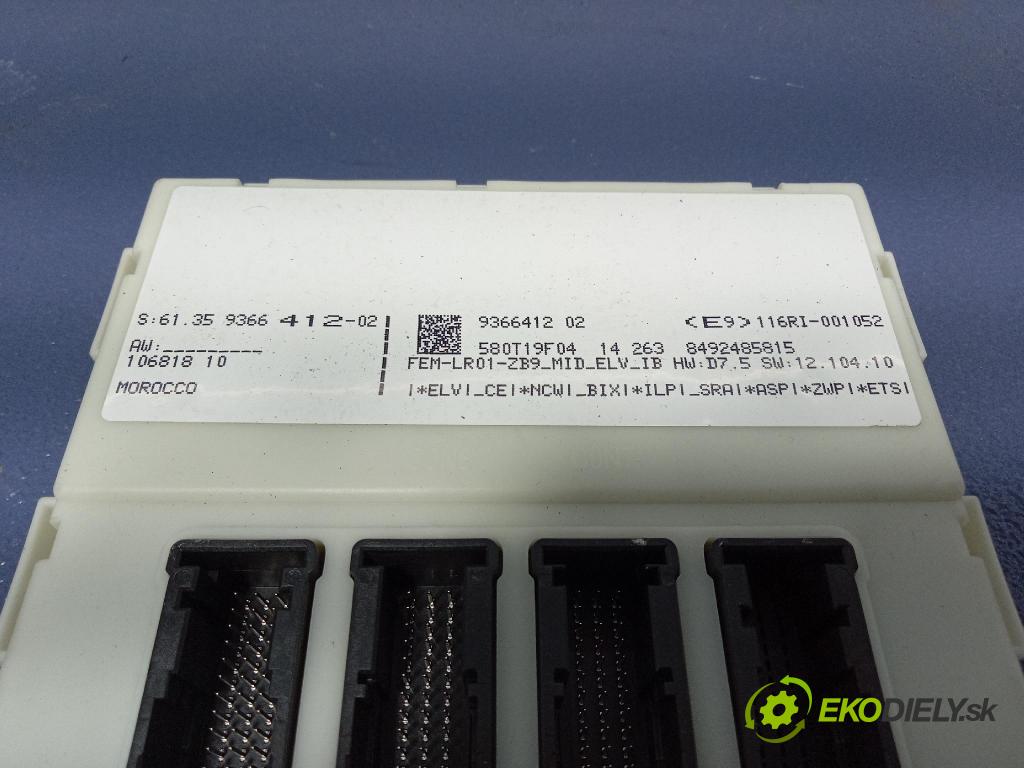 S:61.35 9366 412-02
AW:_________
106818 10
MOROCCO
9366412 02 <E9>116RI-001052
580T19F04 14 263 8492485815
FEM-LR01-ZB9_MID_ELV_IB HW:D7.5 SW:12.104.10
|*ELV|_CE|*NCW|_BIX|*ILP|_SRA|*ASP|*ZWP|*ETS|
EKODIELY.sk